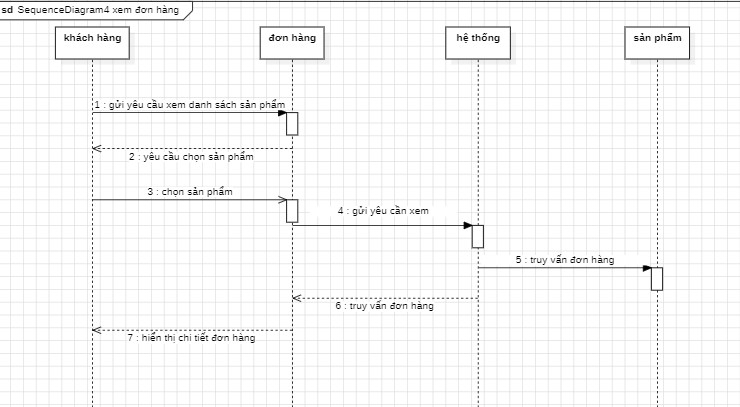 sd SequenceDiagram4 xem đơn hàng
khách hàng
đơn hàng
hệ thống
sản phẩm
1 : gửi yêu cầu xem danh sách sản phẩm
2 : yêu cầu chọn sản phẩm
3 : chọn sản phẩm
4 : gửi yêu cần xem
5 : truy vấn đơn hàng
6 : truy vấn đơn hàng
7 : hiển thị chi tiết đơn hàng